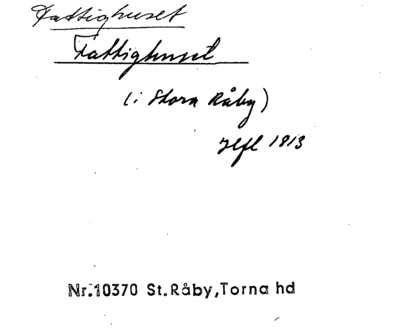 Fattighuset
Fattighuset
(i Stora Råby)
1913
Nr.10370 St.Råby,Torna hd